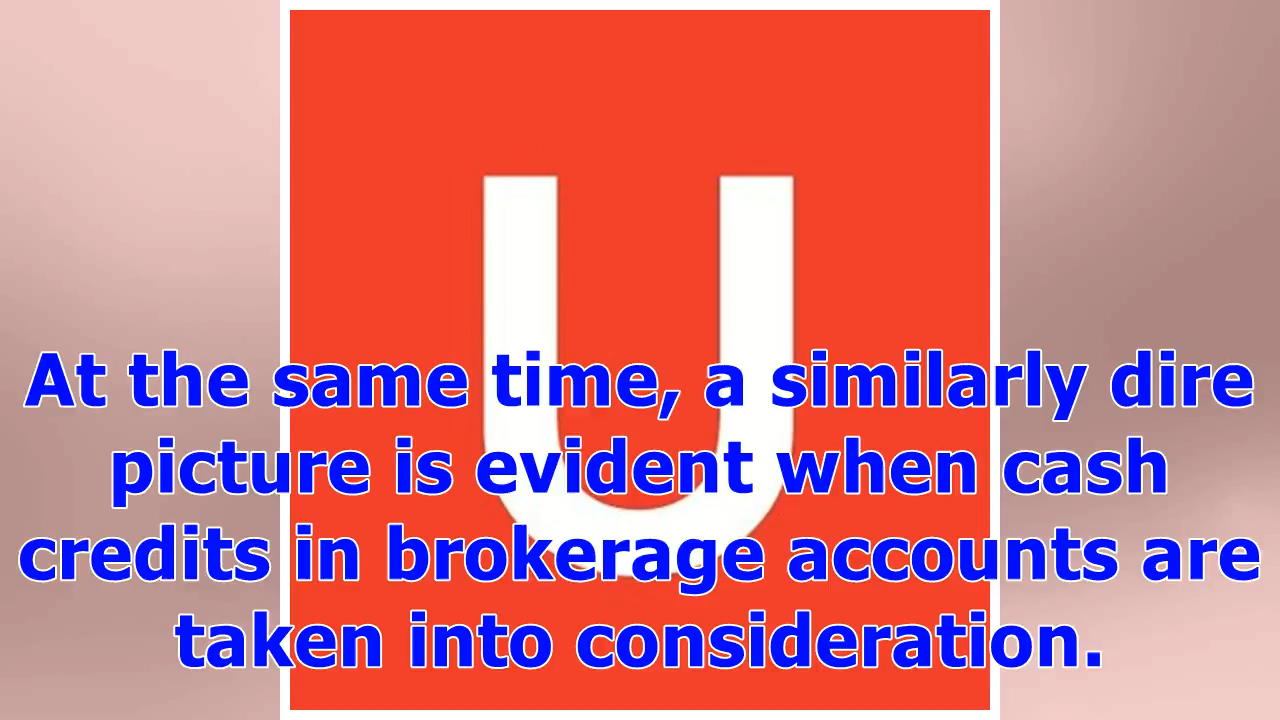 U
At the same time, a similarly dire
picture is evident when cash
credits in brokerage accounts are
taken into consideration.